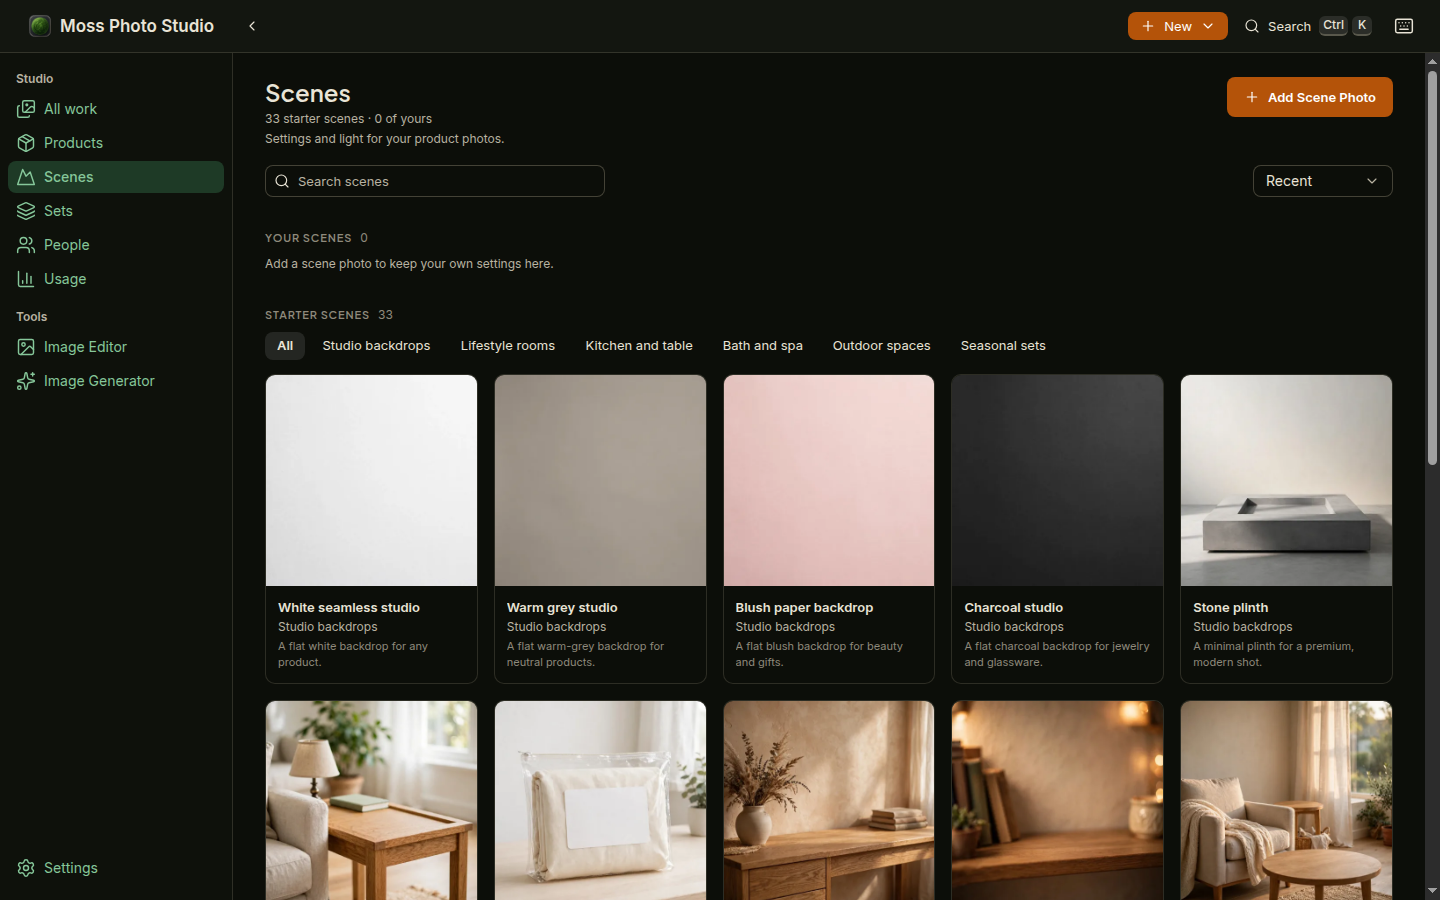 Moss Photo Studio
New
Search Ctrl K
Studio
All work
Products
Scenes
Sets
People
Usage
Tools
Image Editor
Image Generator
Settings
Scenes
33 starter scenes · 0 of yours
Settings and light for your product photos.
Add Scene Photo
Search scenes
Recent
YOUR SCENES 0
Add a scene photo to keep your own settings here.
STARTER SCENES 33
All Studio backdrops Lifestyle rooms Kitchen and table Bath and spa Outdoor spaces Seasonal sets
White seamless studio
Studio backdrops
A flat white backdrop for any
product.
Warm grey studio
Studio backdrops
A flat warm-grey backdrop for
neutral products.
Blush paper backdrop
Studio backdrops
A flat blush backdrop for beauty
and gifts.
Charcoal studio
Studio backdrops
A flat charcoal backdrop for jewelry
and glassware.
Stone plinth
Studio backdrops
A minimal plinth for a premium,
modern shot.